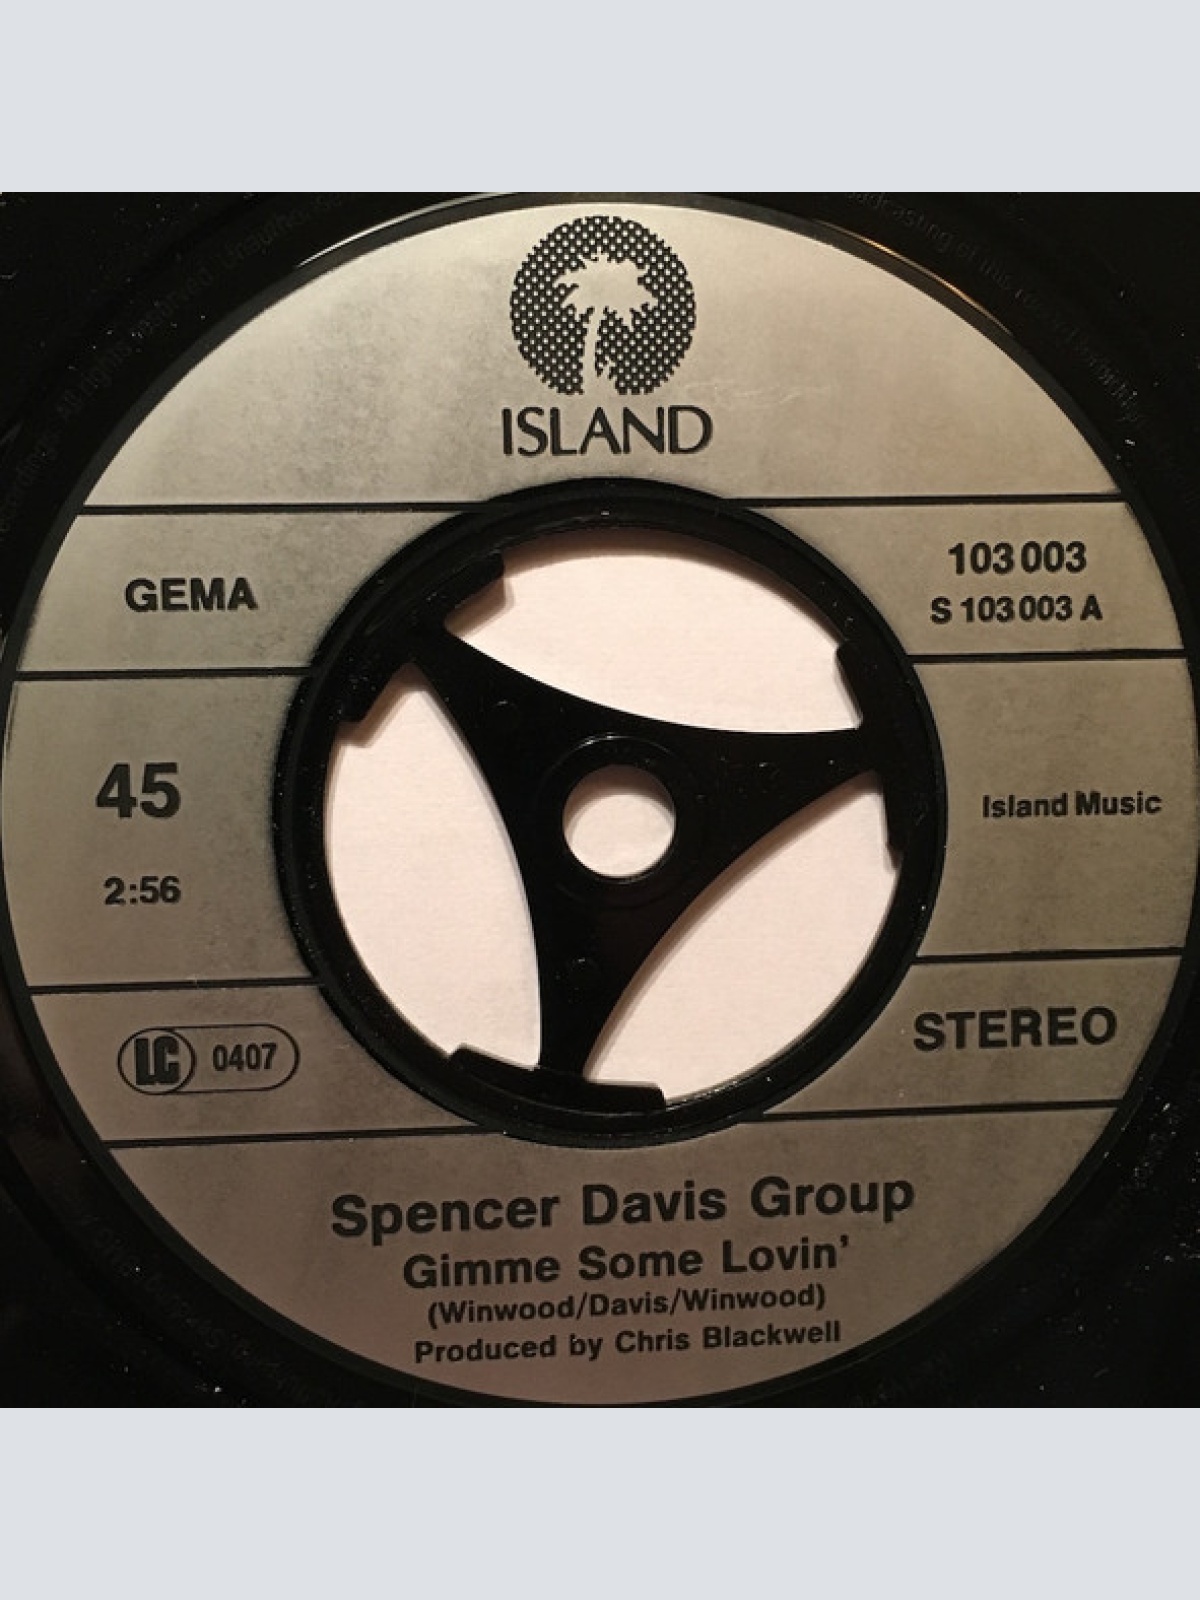 ISLAND
GEMA
103 003
S 103 003 A
45
2:56
Island Music
LC 0407
STEREO
Spencer Davis Group
Gimme Some Lovin'
(Winwood/Davis/Winwood)
Produced by Chris Blackwell